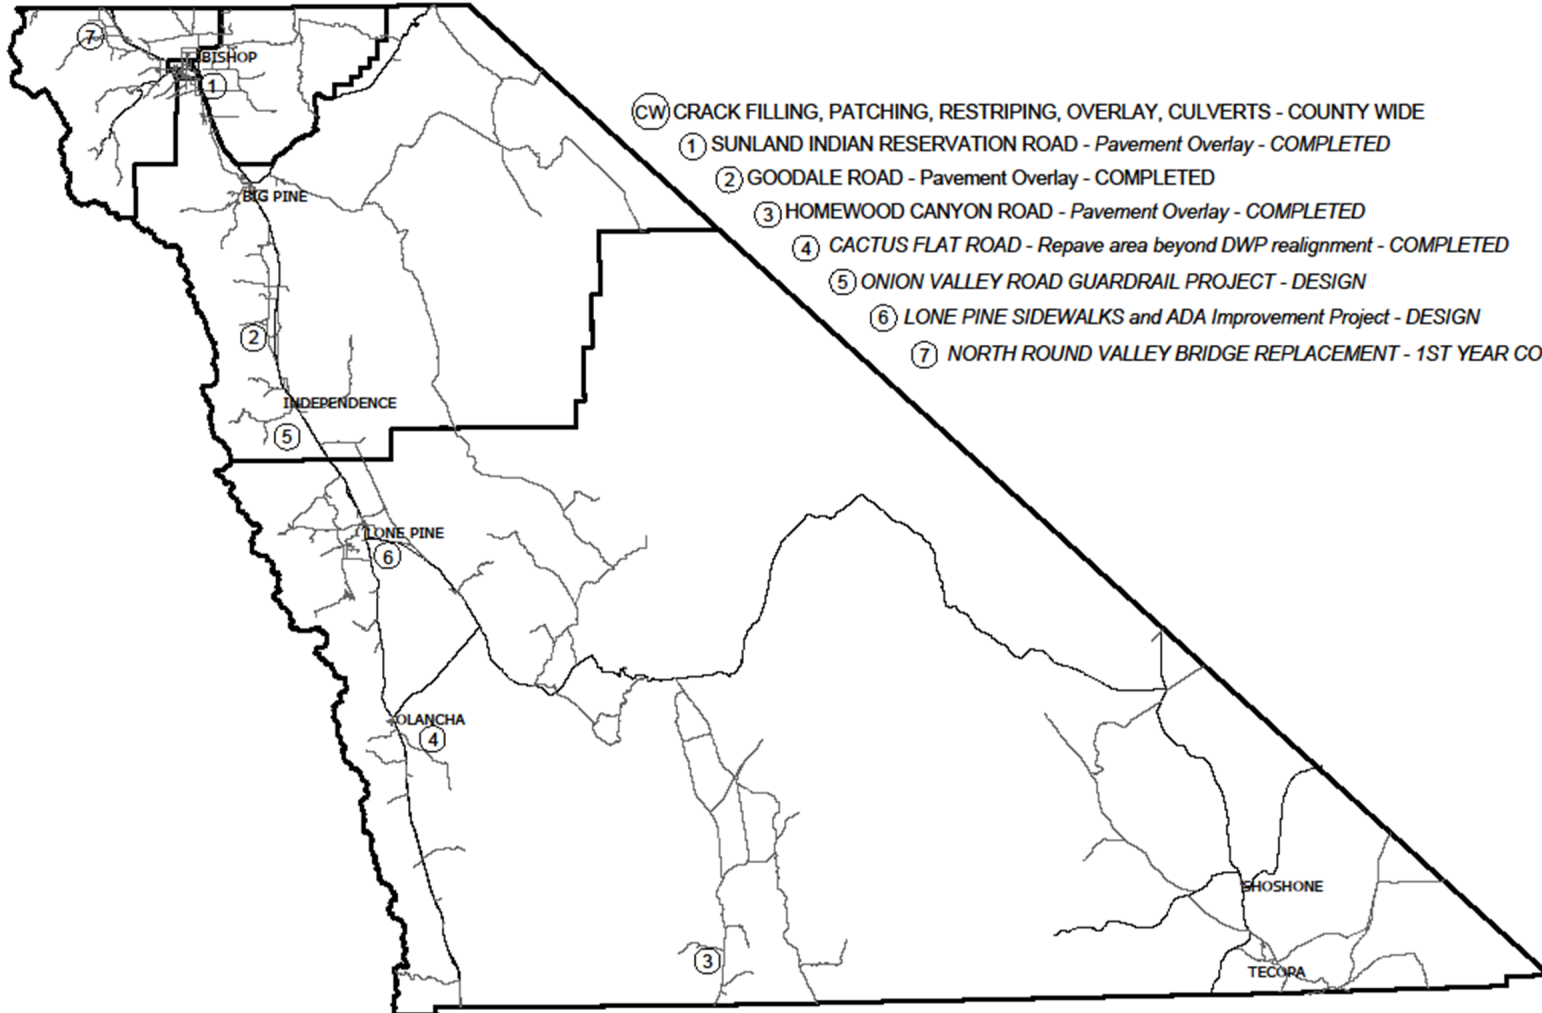 7
BISHOP
1
CW CRACK FILLING, PATCHING, RESTRIPING, OVERLAY, CULVERTS - COUNTY WIDE
1 SUNLAND INDIAN RESERVATION ROAD - Pavement Overlay - COMPLETED
2 GOODALE ROAD - Pavement Overlay - COMPLETED
BIG PINE
3 HOMEWOOD CANYON ROAD - Pavement Overlay - COMPLETED
4 CACTUS FLAT ROAD - Repave area beyond DWP realignment - COMPLETED
5 ONION VALLEY ROAD GUARDRAIL PROJECT - DESIGN
6 LONE PINE SIDEWALKS and ADA Improvement Project - DESIGN
7 NORTH ROUND VALLEY BRIDGE REPLACEMENT - 1ST YEAR CO
2
INDEPENDENCE
5
LONE PINE
6
OLANCHA
4
SHOSHONE
3
TECOPA